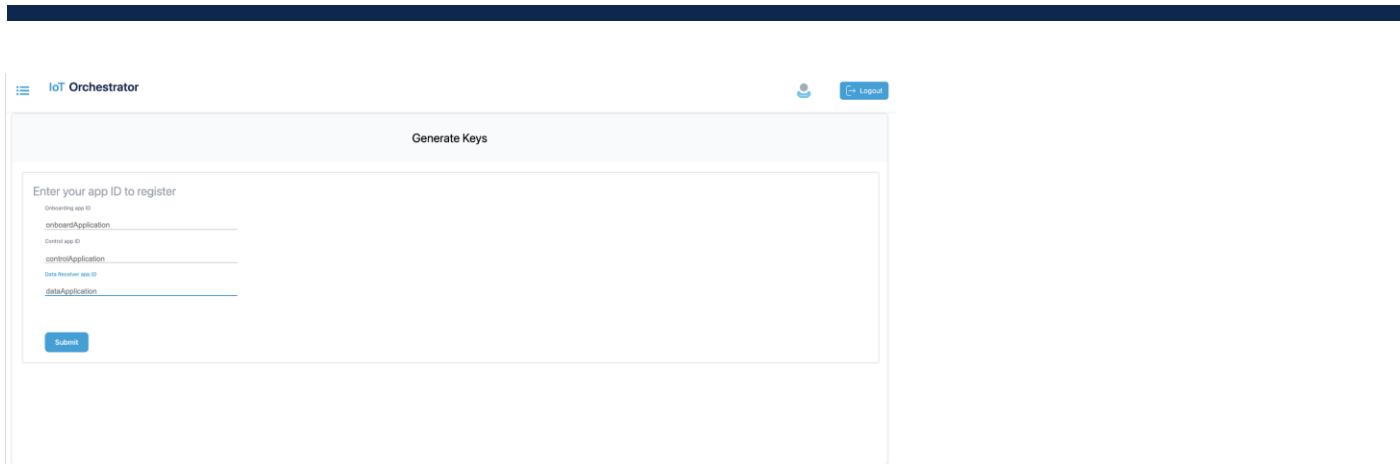 IoT Orchestrator
Logout
Generate Keys
Enter your app ID to register
Onboarding app ID
onboardApplication
Control app ID
controlApplication
Data Receiver app ID
dataApplication
Submit